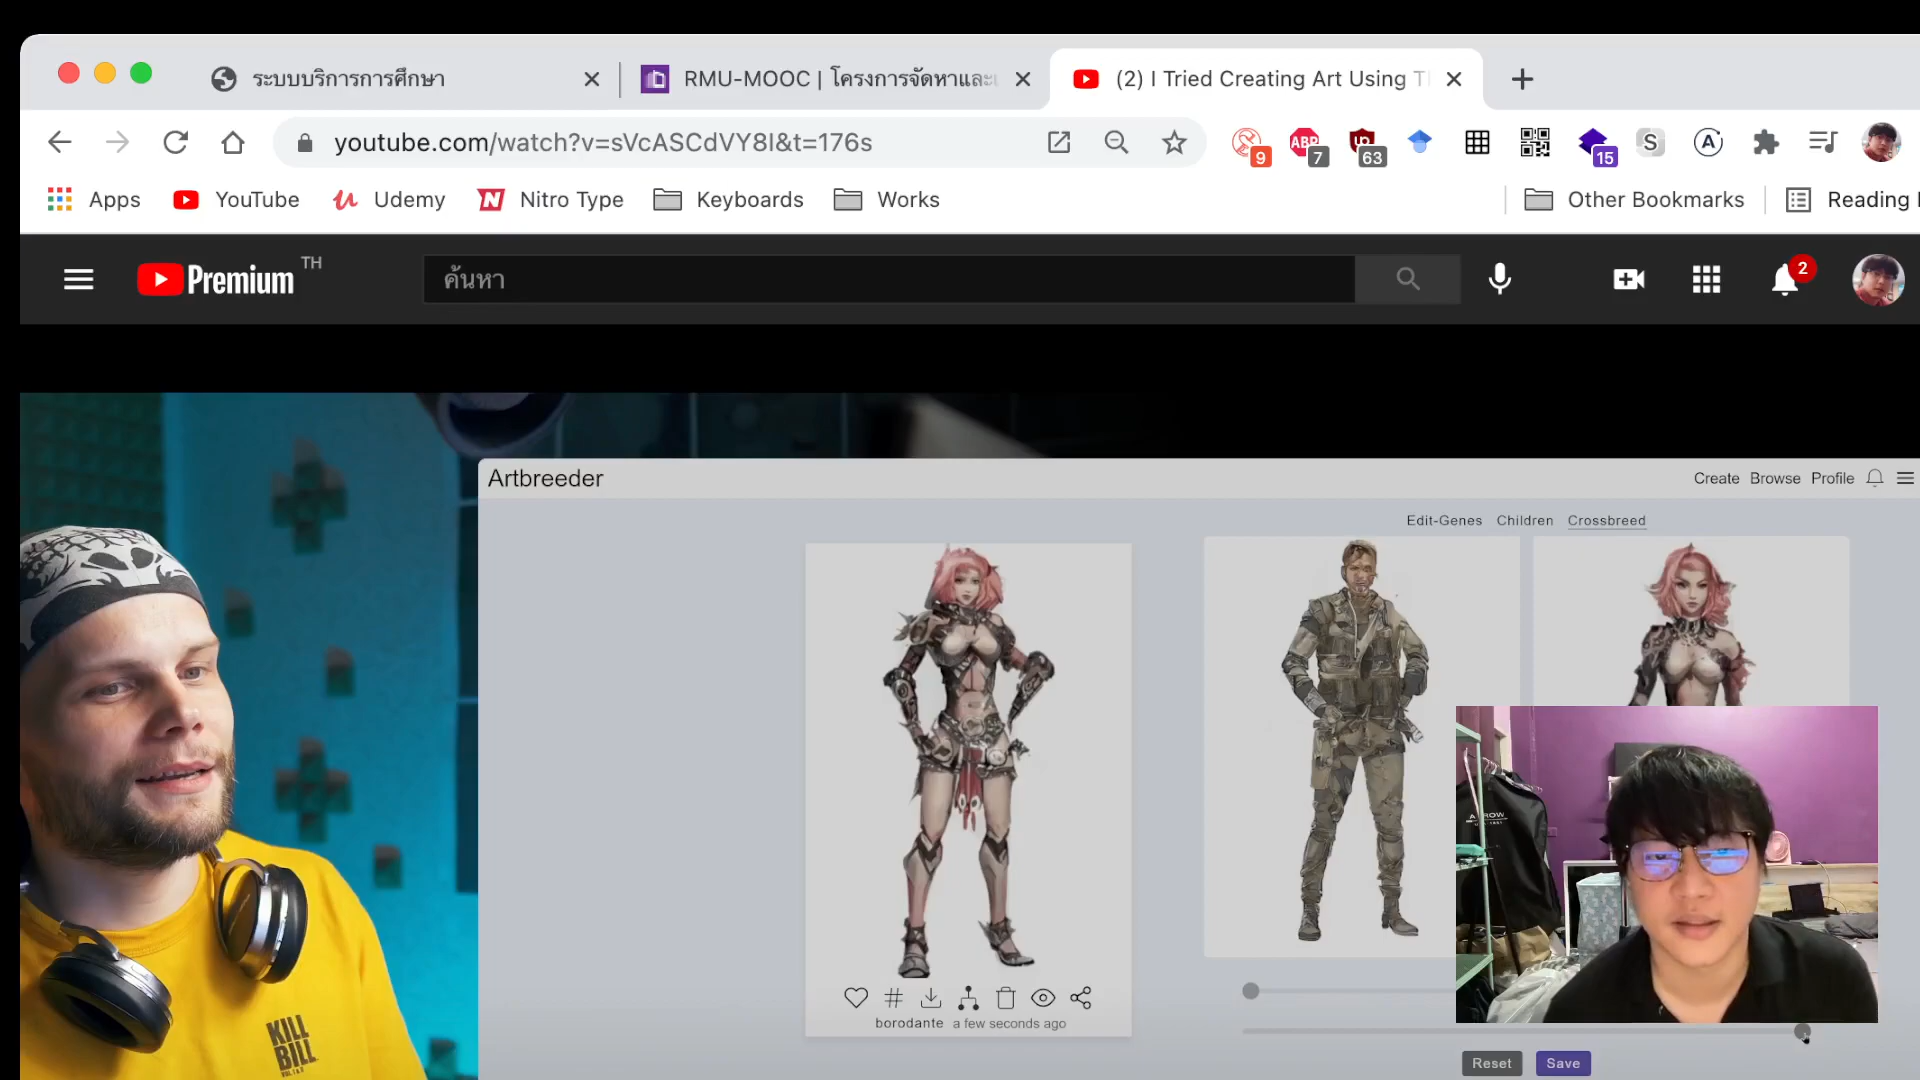 ระบบบริการการศึกษา
RMU-MOOC | โครงการจัดหาและ
(2) I Tried Creating Art Using T
youtube.com/watch?v=sVcASCdVY8I&t=176s
9
ABP
7
63
15
S
A
Apps
YouTube
Udemy
Nitro Type
Keyboards
Works
Other Bookmarks
Reading
Premium
TH
ค้นหา
2
Artbreeder
Create Browse Profile
Edit-Genes Children Crossbreed
borodante a few seconds ago
Reset
Save
KILL
BILL